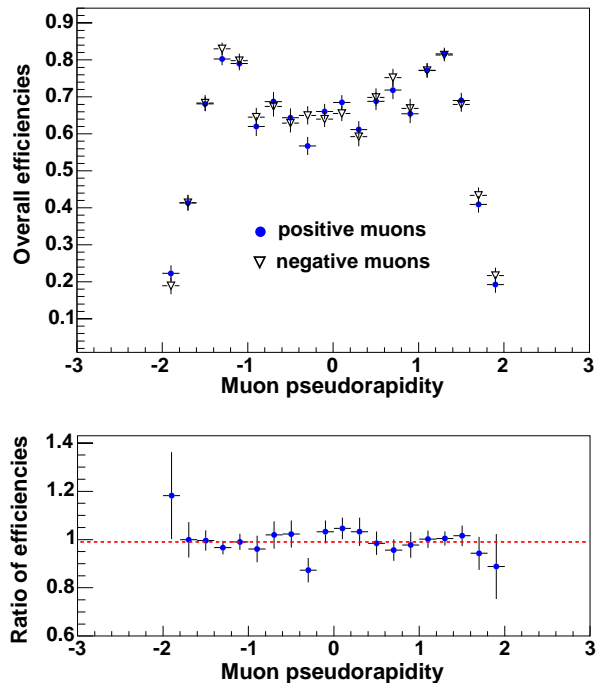 Overall efficiencies
0.9
0.8
0.7
0.6
0.5
0.4
0.3
0.2
0.1
positive muons
negative muons
-3 -2 -1 0 1 2 3
Muon pseudorapidity
Ratio of efficiencies
1.4
1.2
1
0.8
0.6
-3 -2 -1 0 1 2 3
Muon pseudorapidity